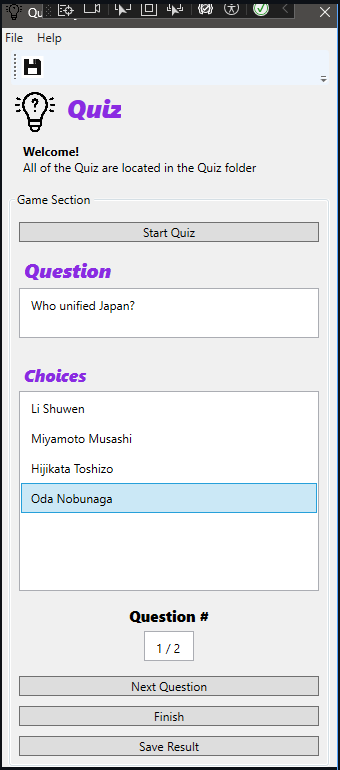 Qu
File Help
Quiz
Welcome!
All of the Quiz are located in the Quiz folder
Game Section
Start Quiz
Question
Who unified Japan?
Choices
Li Shuwen
Miyamoto Musashi
Hijikata Toshizo
Oda Nobunaga
Question #
1 / 2
Next Question
Finish
Save Result